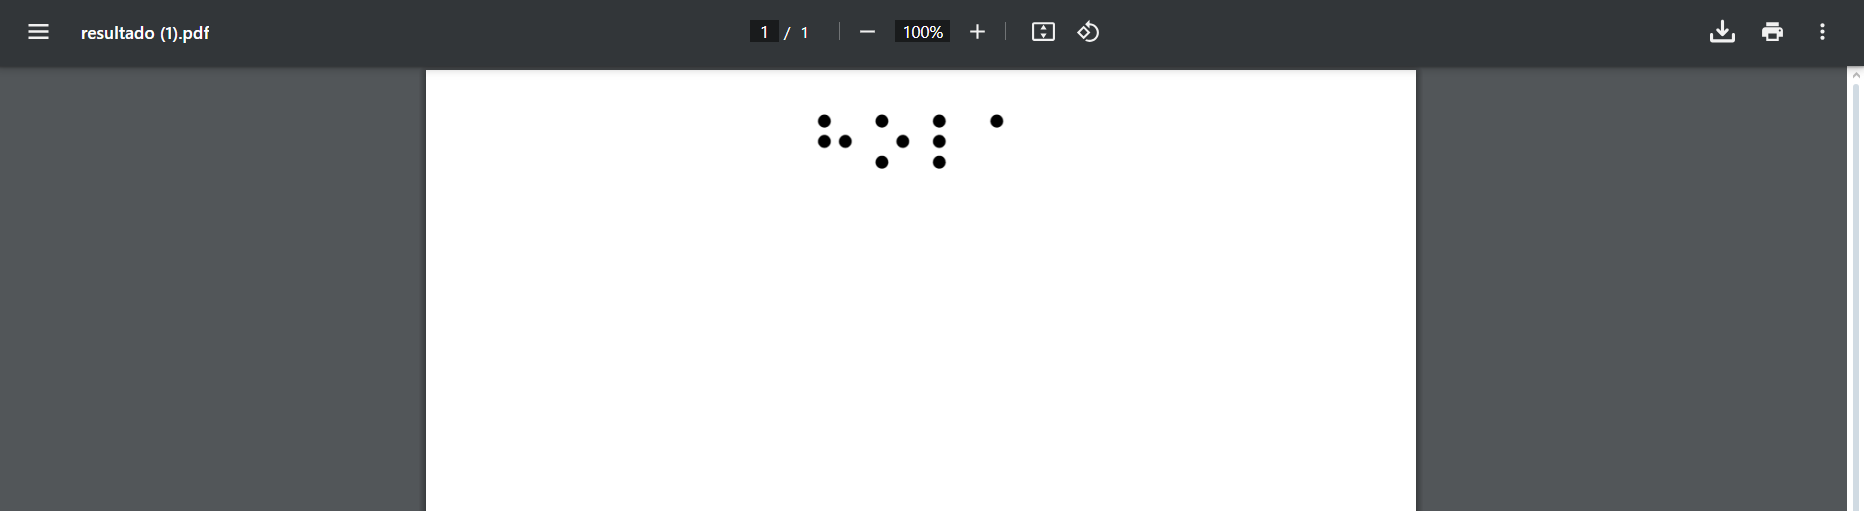 resultado (1).pdf
1 / 1
100%
⠓⠕⠇⠁